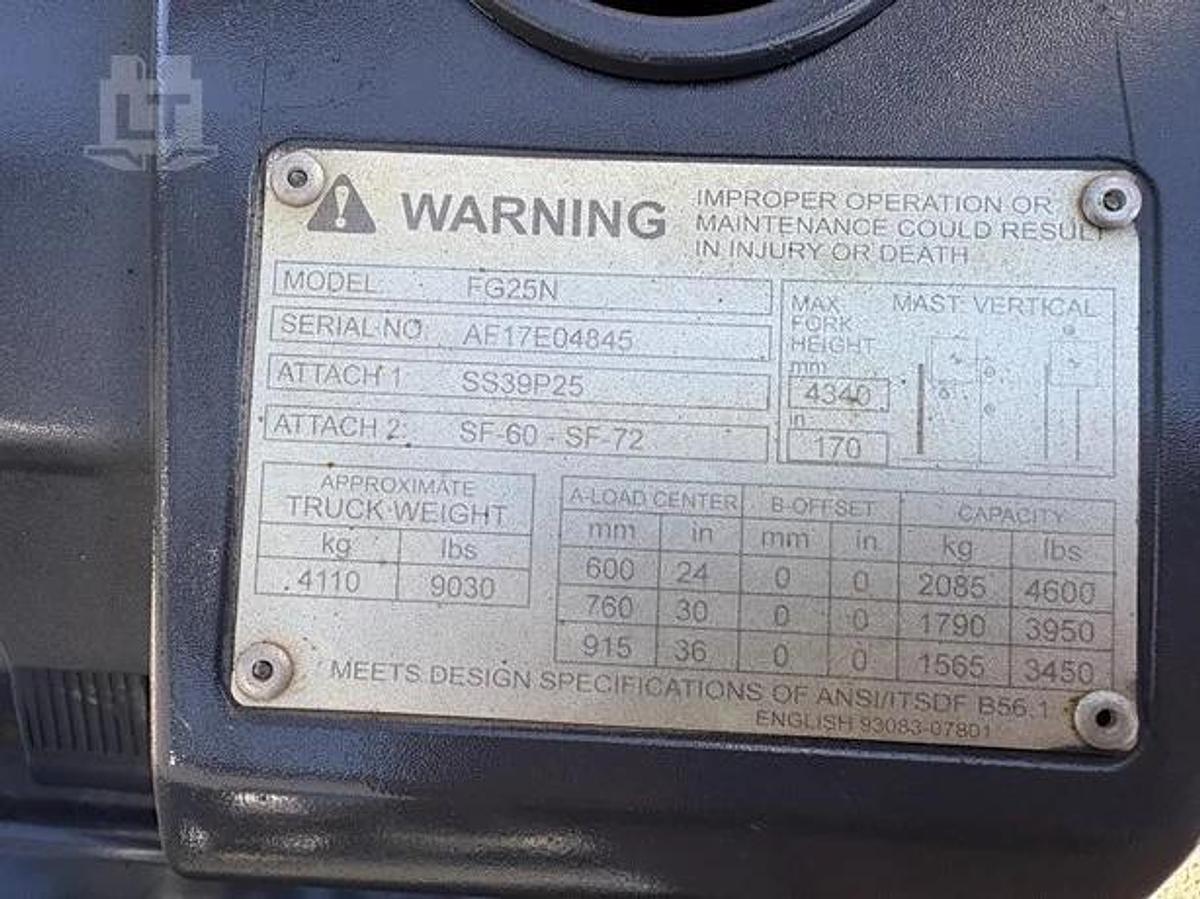 LT
WARNING
IMPROPER OPERATION OR
MAINTENANCE COULD RESULT
IN INJURY OR DEATH
MODEL: FG25N
SERIAL NO. AF17E04845
ATTACH 1: SS39P25
ATTACH 2: SF-60 - SF-72
MAX
FORK
HEIGHT
mm
4340
in.
170
MAST VERTICAL
APPROXIMATE
TRUCK WEIGHT
kg lbs
4110 9030
A-LOAD CENTER B-OFFSET CAPACITY
mm in mm in. kg lbs
600 24 0 0 2085 4600
760 30 0 0 1790 3950
915 36 0 0 1565 3450
MEETS DESIGN SPECIFICATIONS OF ANSI/ITSDF B56.1
ENGLISH 93083-07801